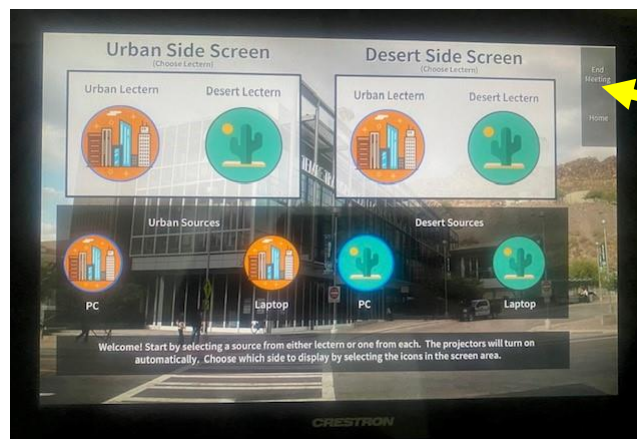 Urban Side Screen
(Choose Lectern)
Desert Side Screen
(Choose Lectern)
End
Meeting
Home
Urban Lectern
Desert Lectern
Urban Lectern
Desert Lectern
Urban Sources
Desert Sources
PC
Laptop
PC
Laptop
Welcome! Start by selecting a source from either lectern or one from each. The projectors will turn on
automatically. Choose which side to display by selecting the icons in the screen area.
CRESTRON